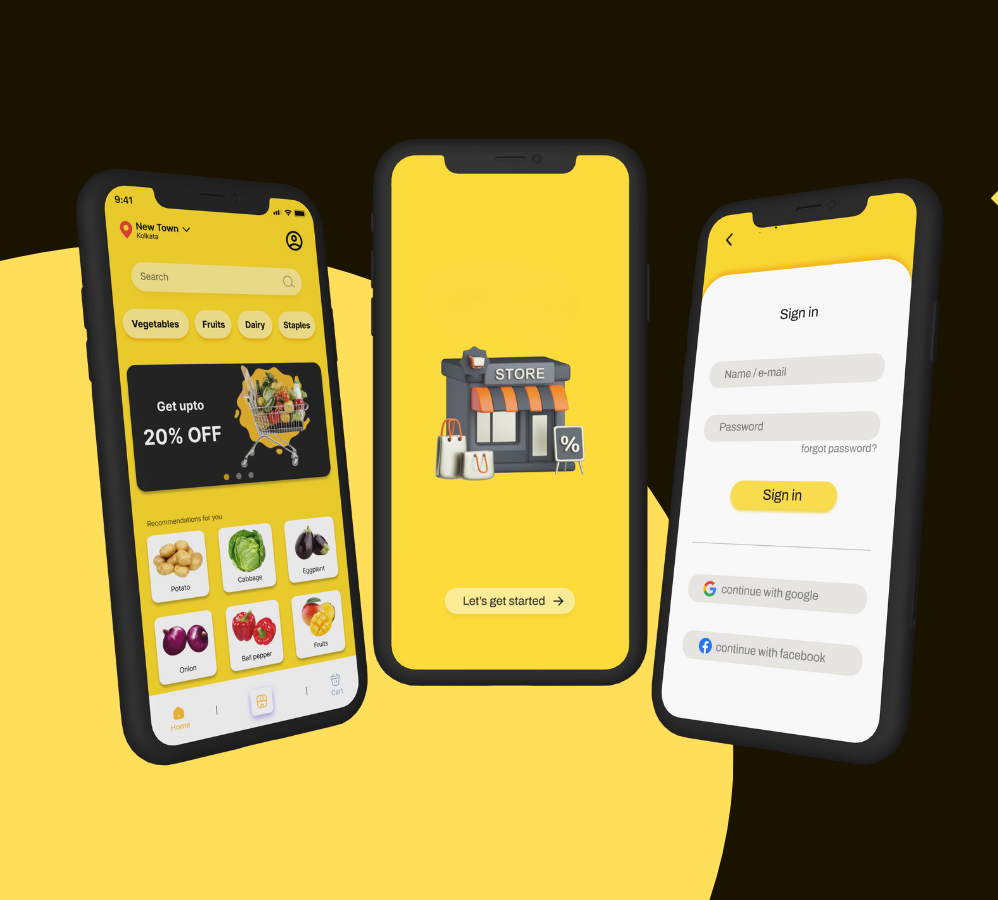 9:41
New Town
Kolkata
Search
Vegetables
Fruits
Dairy
Staples
Get upto
20% OFF
Recommendations for you
Potato
Cabbage
Eggplant
Onion
Bell pepper
Fruits
Home
Cart
STORE
%
Let's get started →
Sign in
Name / e-mail
Password
forgot password?
Sign in
continue with google
continue with facebook